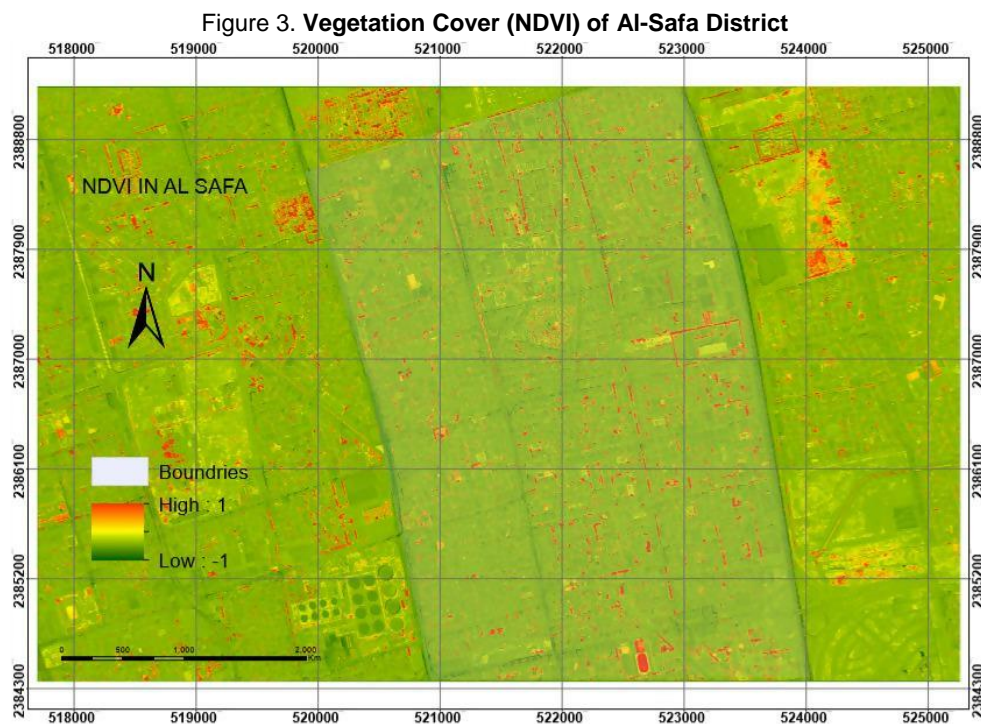 Figure 3. Vegetation Cover (NDVI) of Al-Safa District
518000 519000 520000 521000 522000 523000 524000 525000
2388800 2388800
NDVI IN AL SAFA
2387900 2387900
N
2387000 2387000
2386100 2386100
Boundries
High : 1
Low : -1
2385200 2385200
0 500 1,000 2,000
Km
2384300 2384300
518000 519000 520000 521000 522000 523000 524000 525000